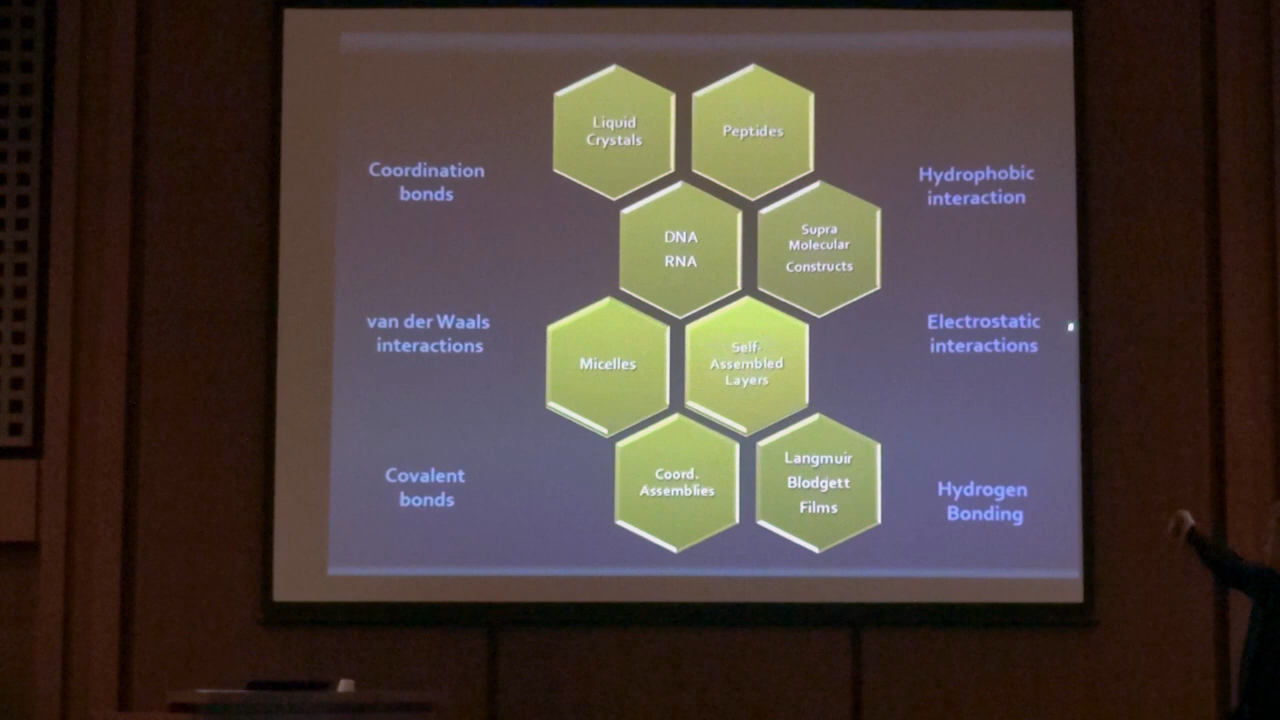 Liquid
Crystals
Peptides
Coordination
bonds
Hydrophobic
interaction
DNA
RNA
Supra
Molecular
Constructs
van der Waals
interactions
Electrostatic
interactions
Micelles
Self-
Assembled
Layers
Covalent
bonds
Coord.
Assemblies
Langmuir
Blodgett
Films
Hydrogen
Bonding